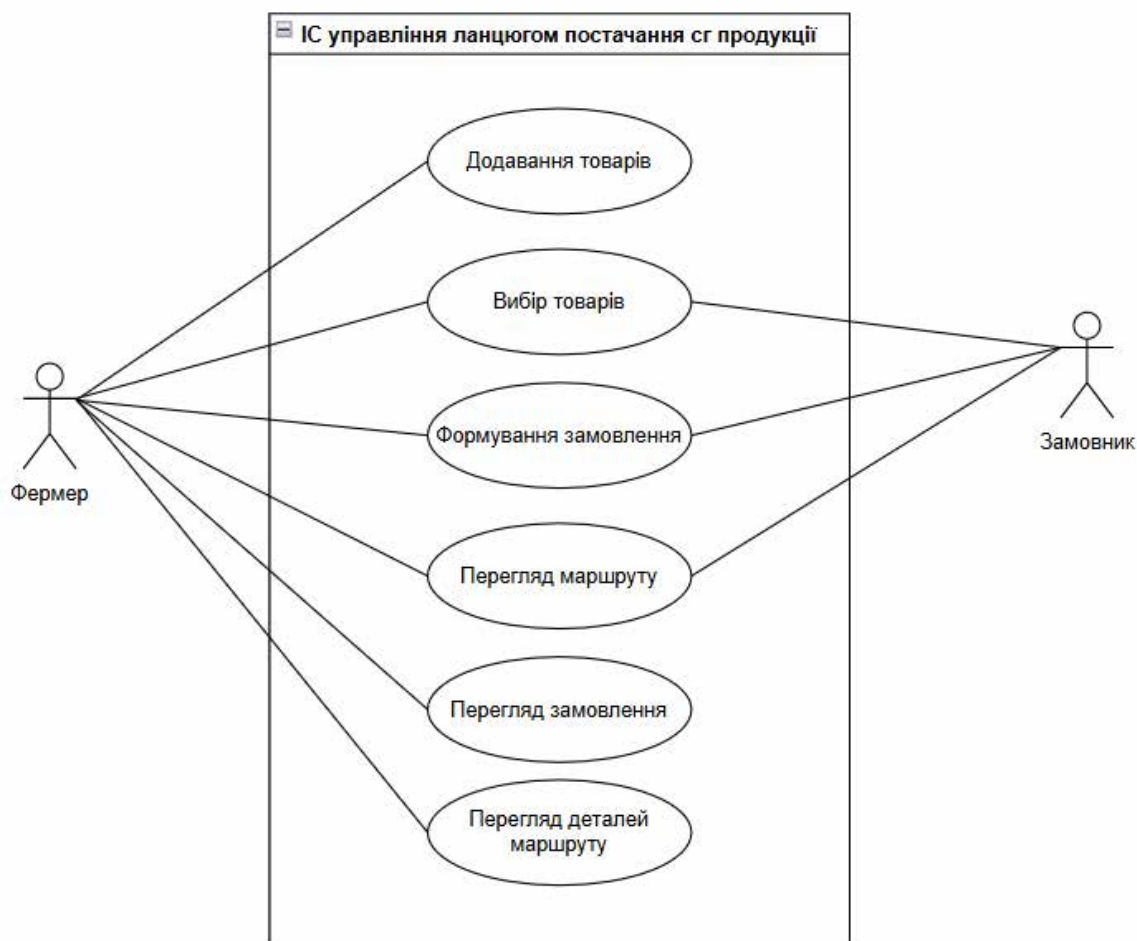 ІС управління ланцюгом постачання сг продукції
Додавання товарів
Вибір товарів
Формування замовлення
Замовник
Фермер
Перегляд маршруту
Перегляд замовлення
Перегляд деталей
маршруту